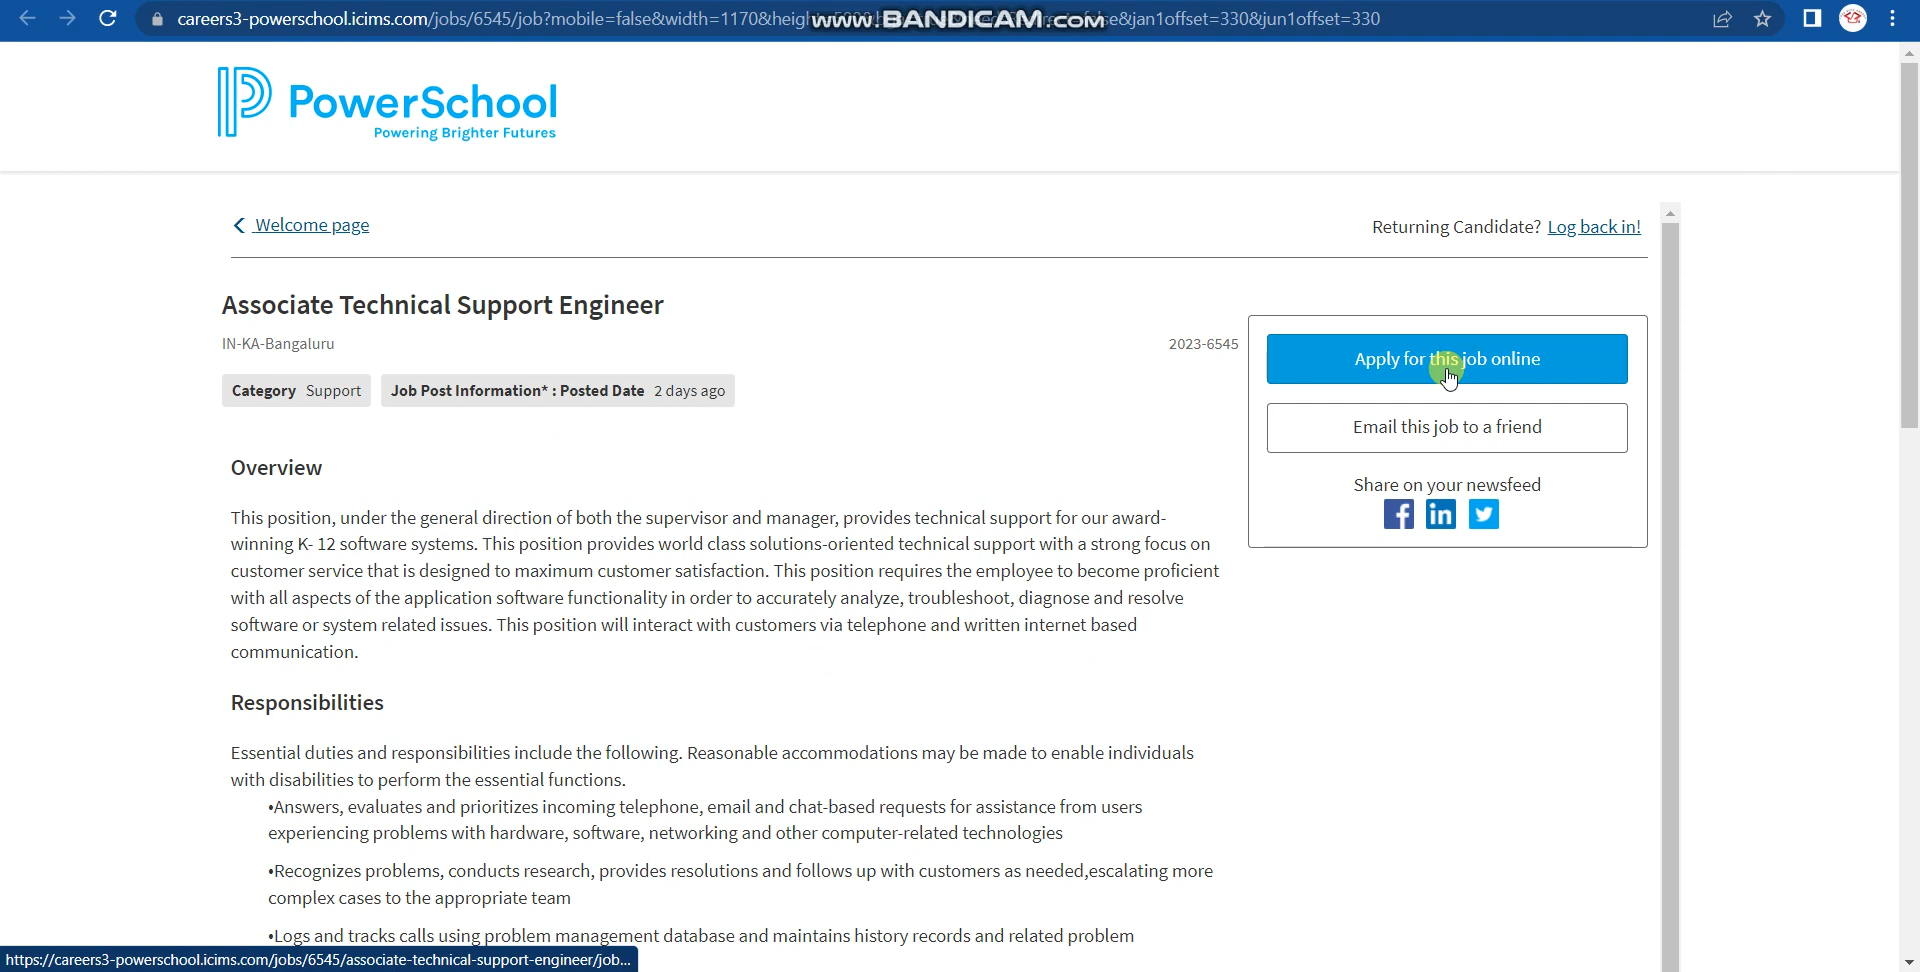 careers3-powerschool.icims.com/jobs/6545/job?mobile=false&width=1170&heigh
www.BANDICAM.com
se&jan1offset=330&jun1offset=330
PowerSchool
Powering Brighter Futures
Welcome page
Returning Candidate? Log back in!
Associate Technical Support Engineer
IN-KA-Bangaluru
2023-6545
Apply for this job online
Category Support
Job Post Information* : Posted Date 2 days ago
Email this job to a friend
Overview
Share on your newsfeed
This position, under the general direction of both the supervisor and manager, provides technical support for our award-
winning K- 12 software systems. This position provides world class solutions-oriented technical support with a strong focus on
customer service that is designed to maximum customer satisfaction. This position requires the employee to become proficient
with all aspects of the application software functionality in order to accurately analyze, troubleshoot, diagnose and resolve
software or system related issues. This position will interact with customers via telephone and written internet based
communication.
Responsibilities
Essential duties and responsibilities include the following. Reasonable accommodations may be made to enable individuals
with disabilities to perform the essential functions.
•Answers, evaluates and prioritizes incoming telephone, email and chat-based requests for assistance from users
experiencing problems with hardware, software, networking and other computer-related technologies
•Recognizes problems, conducts research, provides resolutions and follows up with customers as needed,escalating more
complex cases to the appropriate team
•Logs and tracks calls using problem management database and maintains history records and related problem
https://careers3-powerschool.icims.com/jobs/6545/associate-technical-support-engineer/job...